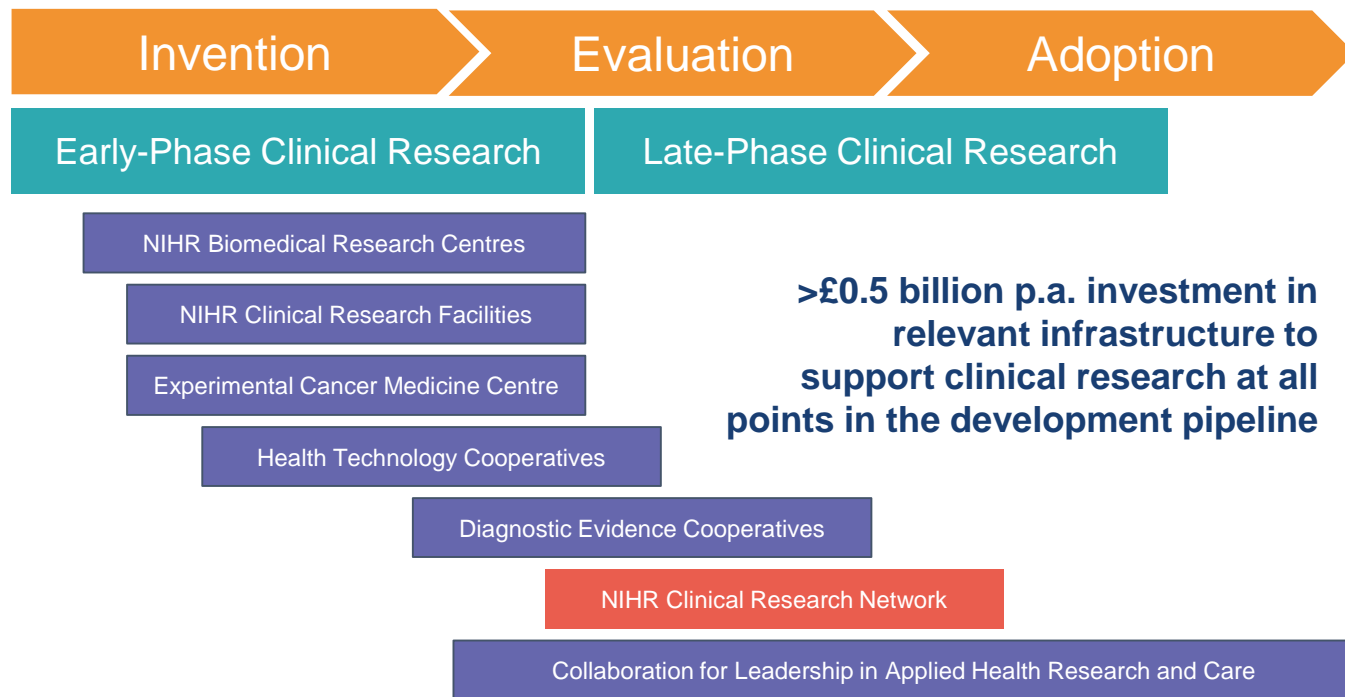 Invention
Evaluation
Adoption
Early-Phase Clinical Research
Late-Phase Clinical Research
NIHR Biomedical Research Centres
NIHR Clinical Research Facilities
Experimental Cancer Medicine Centre
>£0.5 billion p.a. investment in
relevant infrastructure to
support clinical research at all
points in the development pipeline
Health Technology Cooperatives
Diagnostic Evidence Cooperatives
NIHR Clinical Research Network
Collaboration for Leadership in Applied Health Research and Care